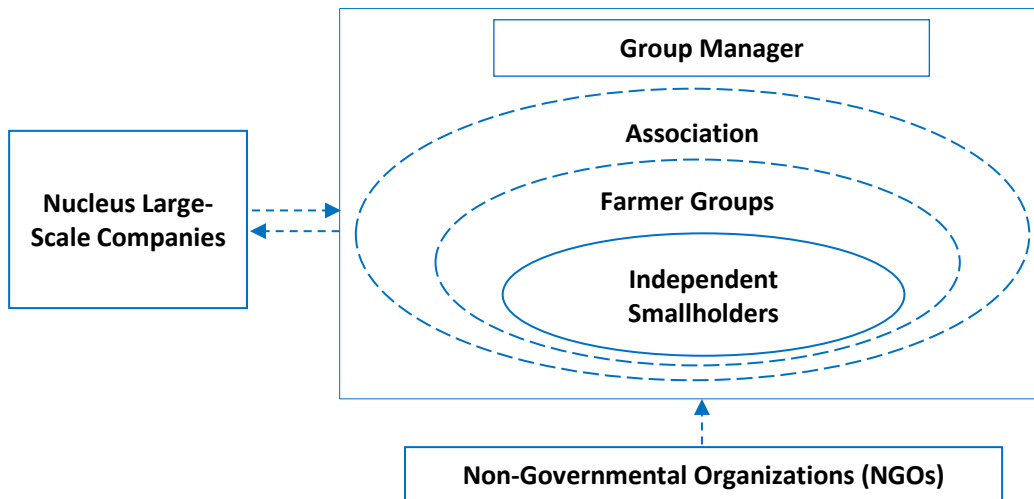 Group Manager
Association
Farmer Groups
Independent
Smallholders
Nucleus Large-
Scale Companies
Non-Governmental Organizations (NGOs)